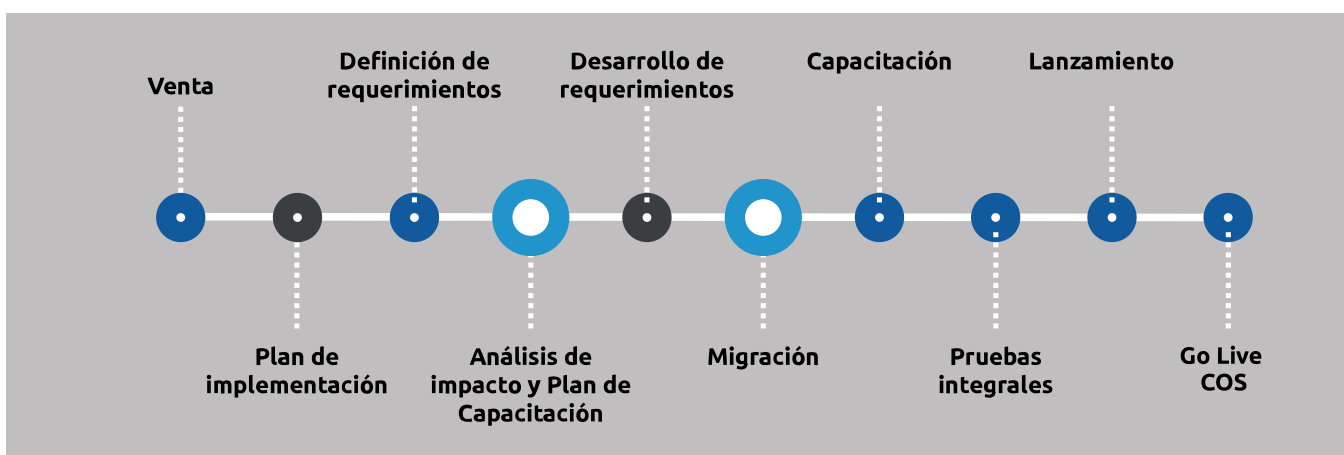 Venta
Definición de
requerimientos
Desarrollo de
requerimientos
Capacitación
Lanzamiento
Plan de
implementación
Análisis de
impacto y Plan de
Capacitación
Migración
Pruebas
integrales
Go Live
COS